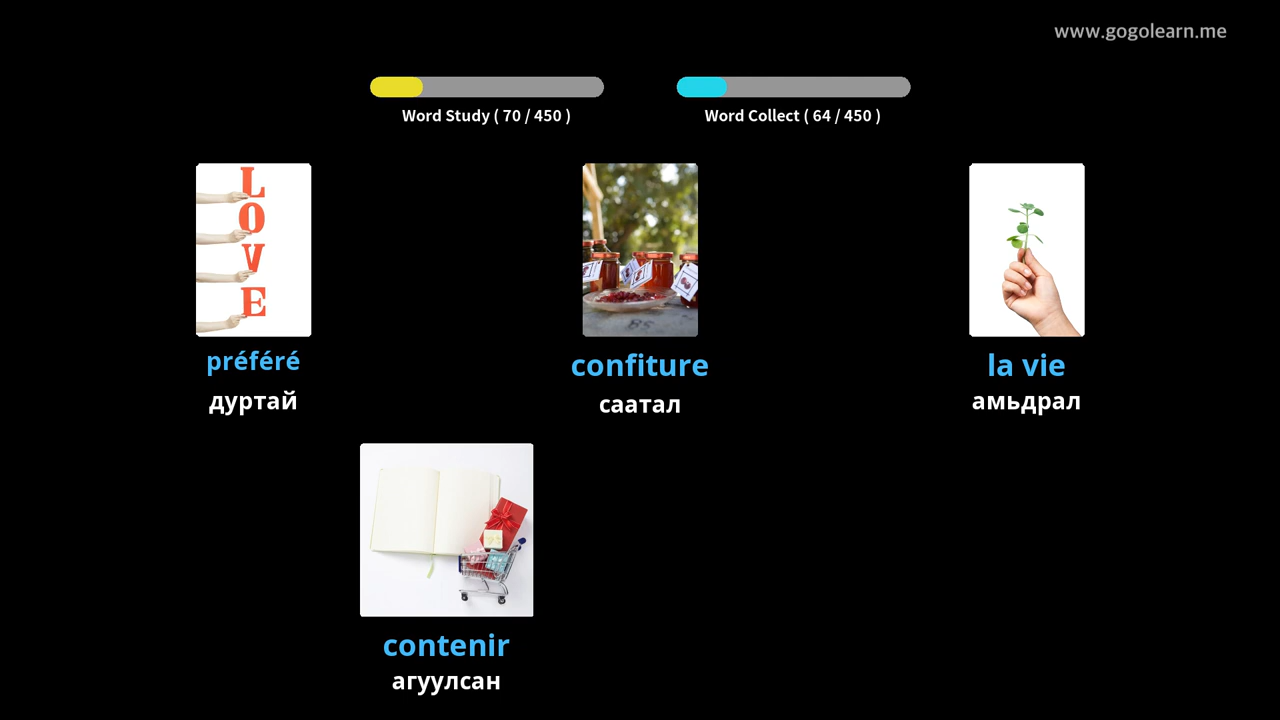 www.gogolearn.me
Word Study ( 70 / 450 )
Word Collect ( 64 / 450 )
L
O
V
E
préféré
дуртай
confiture
саатал
la vie
амьдрал
contenir
агуулсан